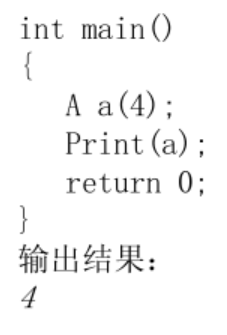 int main()
{
A a(4);
Print(a);
return 0;
}
输出结果：
4